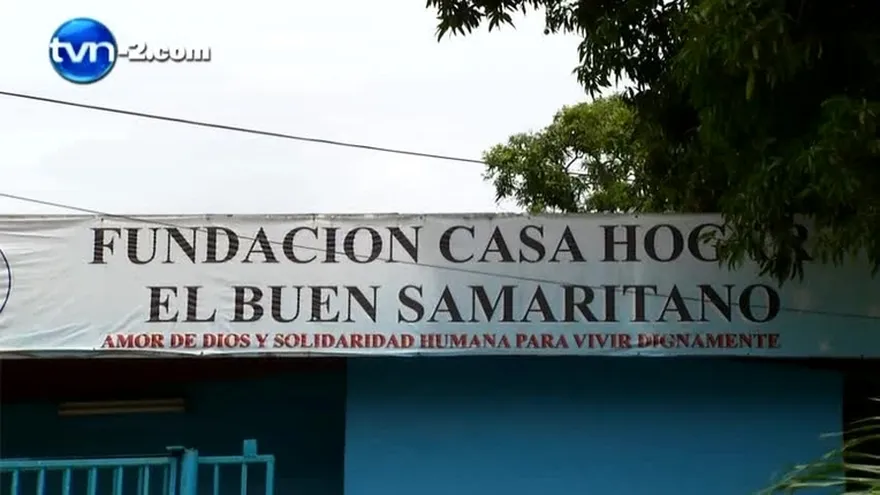 tvn-2.com
FUNDACION CASA HOGAR
EL BUEN SAMARITANO
AMOR DE DIOS Y SOLIDARIDAD HUMANA PARA VIVIR DIGNAMENTE